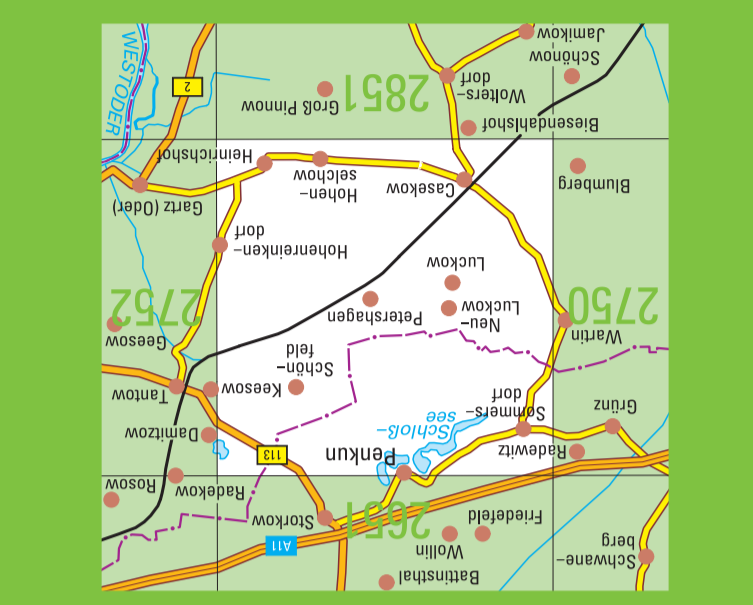 Battinsthal
Schwane-
berg
Wollin
A11
Friedefeld
2651
Storkow
Radekow
Rosow
Radewitz
Penkun
113
Damitzow
Schloß-
see
Grünz
Sommers-
dorf
Keesow
Tantow
Schön-
feld
Wartin
Geesow
2750
Neu-
Luckow
Petershagen
2752
Luckow
Hohenreinken-
dorf
Gartz (Oder)
Blumberg
Casekow
Hohen-
selchow
Heinrichshof
Biesendahlshof
Wolters-
dorf
2851
Groß Pinnow
2
WESTODER
Schönow
Jamikow